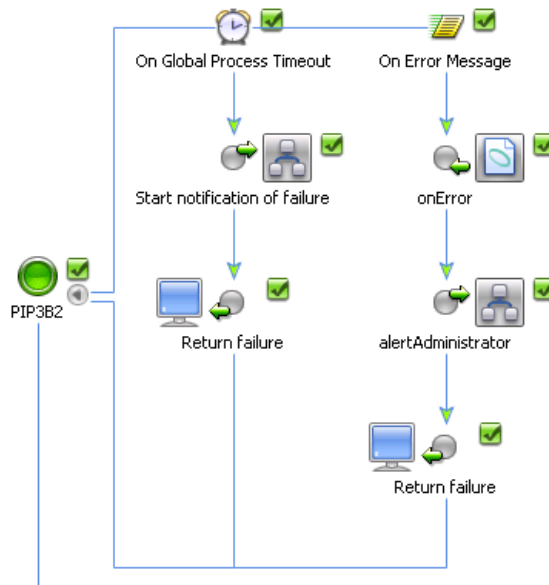 On Global Process Timeout
On Error Message
Start notification of failure
onError
PIP3B2
Return failure
alertAdministrator
Return failure